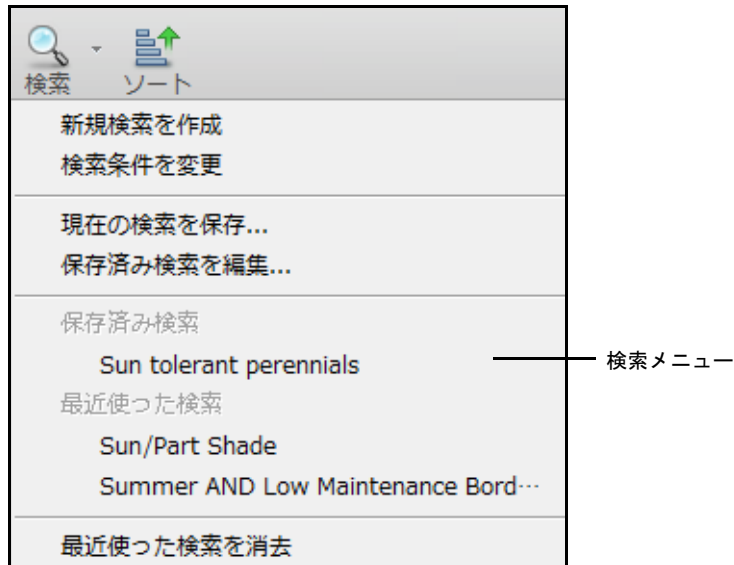 検索 ソート
新規検索を作成
検索条件を変更
現在の検索を保存...
保存済み検索を編集...
保存済み検索
Sun tolerant perennials
検索メニュー
最近使った検索
Sun/Part Shade
Summer AND Low Maintenance Bord…
最近使った検索を消去